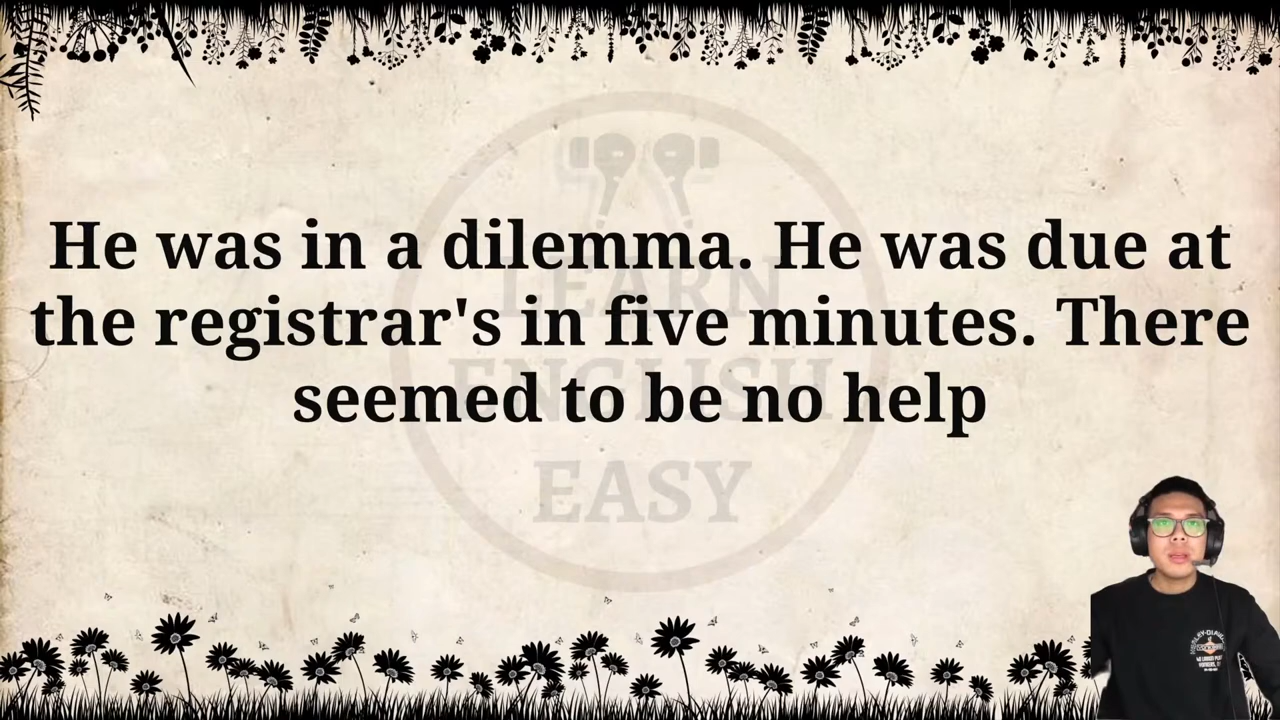 He was in a dilemma. He was due at
the registrar's in five minutes. There
seemed to be no help
LEARN
ENGLISH
EASY